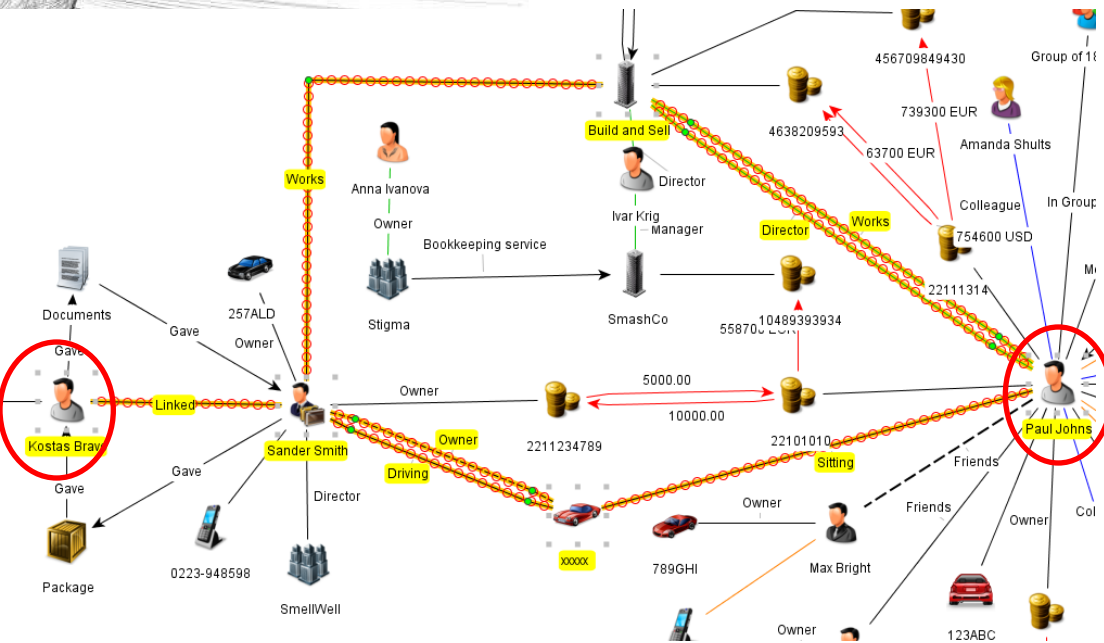 456709849430
Group of 18
739300 EUR
Build and Sell
4638209593
63700 EUR
Amanda Shults
Works
Anna Ivanova
Director
Colleague
In Group
Owner
Ivar Krig
Manager
Director
Works
754600 USD
Bookkeeping service
257ALD
22111314
Documents
Gave
Stigma
SmashCo
10489393934
Owner
Gave
5000.00
Owner
10000.00
Linked
Kostas Brav
Sander Smith
Owner
2211234789
22101010
Sitting
Paul Johns
Driving
Gave
Gave
Director
Friends
Friends
Owner
Owner
Package
0223-948598
xxxxx
789GHI
Max Bright
SmellWell
Owner
123ABC